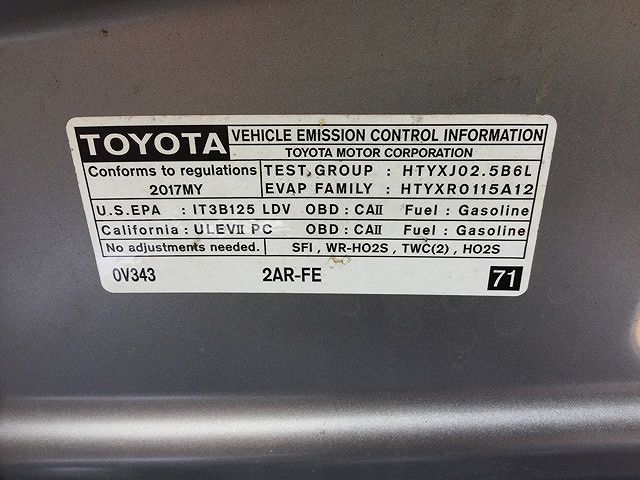 TOYOTA VEHICLE EMISSION CONTROL INFORMATION
TOYOTA MOTOR CORPORATION
Conforms to regulations TEST GROUP : HTYXJ02.5B6L
2017MY EVAP FAMILY : HTYXR0115A12
U.S.EPA : IT3B125 LDV OBD : CAII Fuel : Gasoline
California : ULEVII PC OBD : CAII Fuel : Gasoline
No adjustments needed. SFI , WR-HO2S , TWC(2) , HO2S
0V343 2AR-FE 71